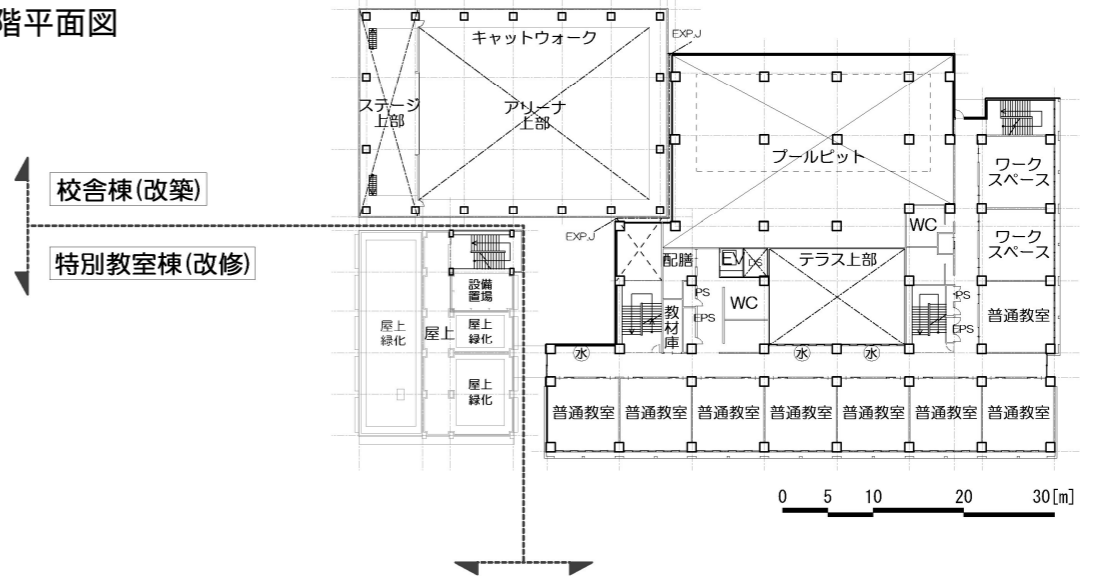 階平面図
キャットウォーク
EXP.J
ステージ
上部
アリーナ
上部
プールピット
ワーク
スペース
校舎棟(改築)
特別教室棟(改修)
EXP.J
WC
ワーク
スペース
配膳
EV
DS
テラス上部
設備
置場
PS
WC
PS
教
材
庫
EPS
EPS
普通教室
屋上
緑化
屋上
屋上
緑化
水
水
水
屋上
緑化
普通教室
普通教室
普通教室
普通教室
普通教室
普通教室
普通教室
0 5 10 20 30[m]